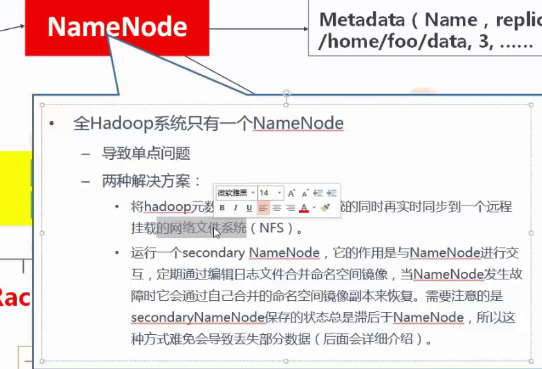 NameNode
Metadata ( Name , replic
/home/foo/data, 3, ......
• 全Hadoop系统只有一个NameNode
– 导致单点问题
– 两种解决方案：
微软雅黑 14
B I U
• 将hadoop元数 统的同时再实时同步到一个远程
挂载的网络文件系统（NFS）。
• 运行一个secondary NameNode，它的作用是与NameNode进行交
互，定期通过编辑日志文件合并命名空间镜像，当NameNode发生故
障时它会通过自己合并的命名空间镜像副本来恢复。需要注意的是
secondaryNameNode保存的状态总是滞后于NameNode，所以这
种方式难免会导致丢失部分数据（后面会详细介绍）。
Rac